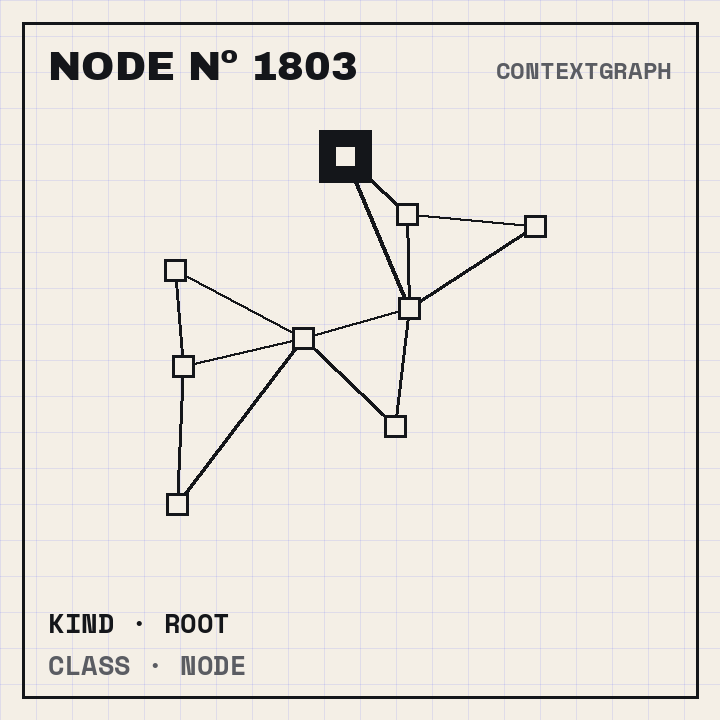 NODE Nº 1803
CONTEXTGRAPH
KIND · ROOT
CLASS · NODE